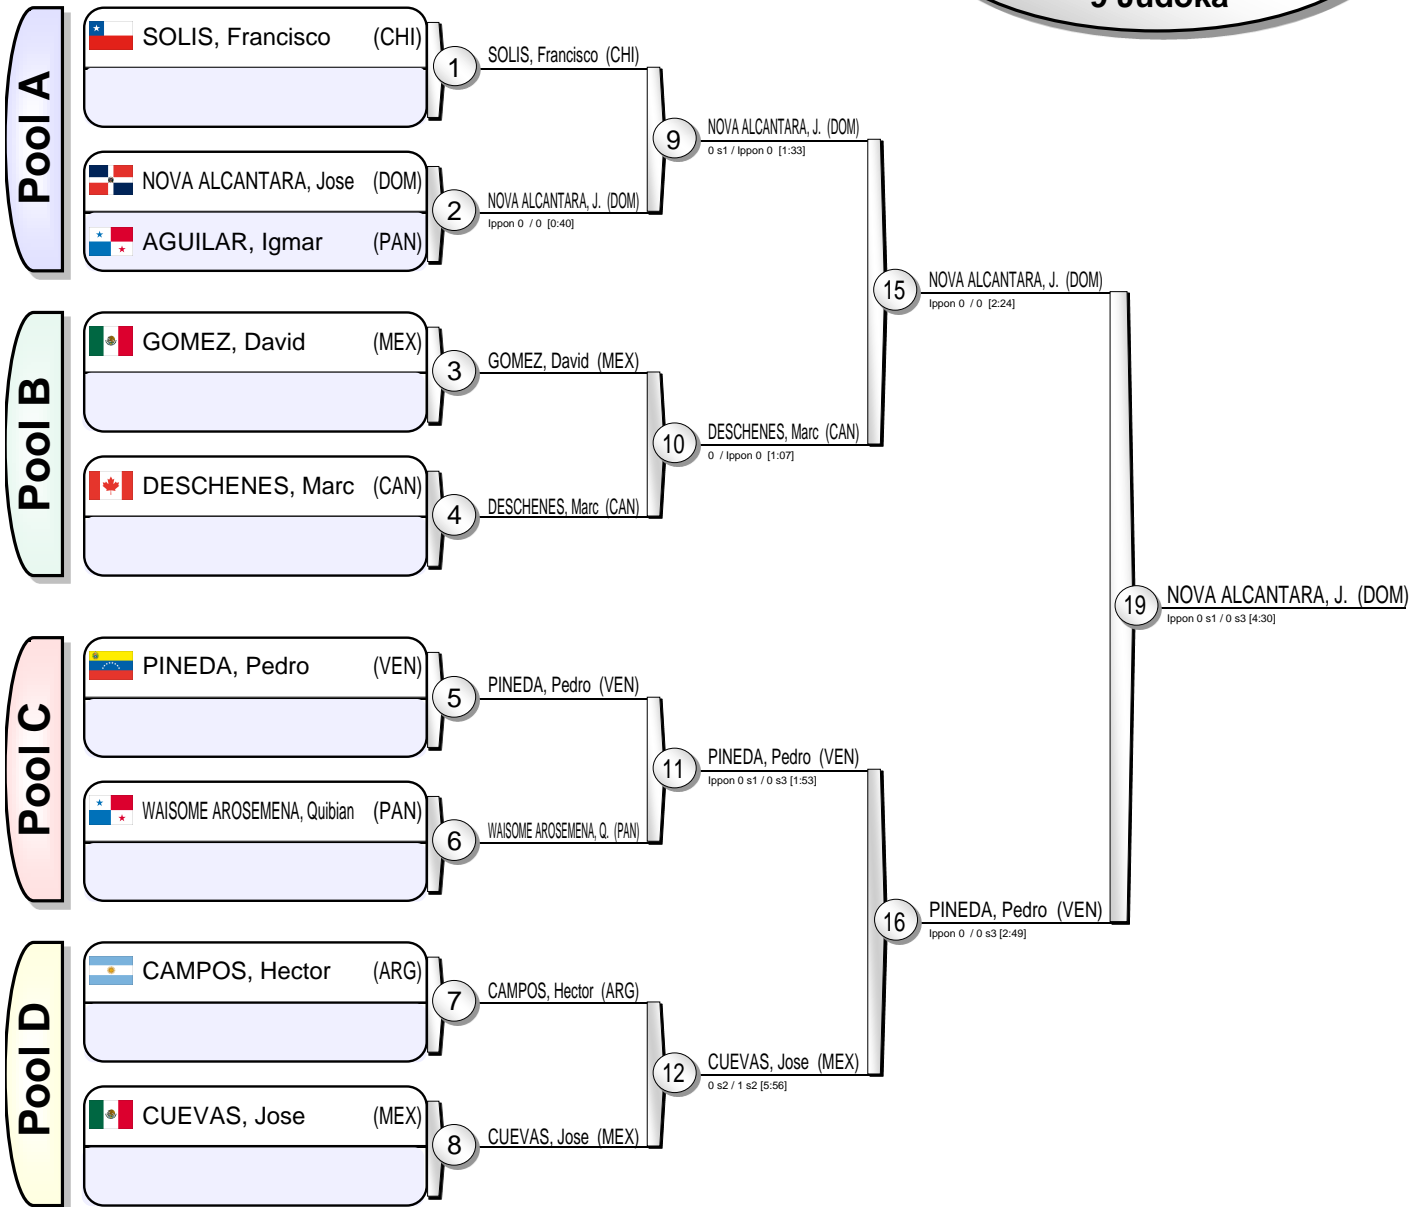 9 Judoka
Pool A
SOLIS, Francisco (CHI)
NOVA ALCANTARA, Jose (DOM)
AGUILAR, Igmar (PAN)
1
SOLIS, Francisco (CHI)
2
NOVA ALCANTARA, J. (DOM)
Ippon 0 / 0 [0:40]
9
NOVA ALCANTARA, J. (DOM)
0 s1 / Ippon 0 [1:33]
Pool B
GOMEZ, David (MEX)
DESCHENES, Marc (CAN)
3
GOMEZ, David (MEX)
4
DESCHENES, Marc (CAN)
10
DESCHENES, Marc (CAN)
0 / Ippon 0 [1:07]
15
NOVA ALCANTARA, J. (DOM)
Ippon 0 / 0 [2:24]
Pool C
PINEDA, Pedro (VEN)
WAISOME AROSEMENA, Quibian (PAN)
5
PINEDA, Pedro (VEN)
6
WAISOME AROSEMENA, Q. (PAN)
11
PINEDA, Pedro (VEN)
Ippon 0 s1 / 0 s3 [1:53]
Pool D
CAMPOS, Hector (ARG)
CUEVAS, Jose (MEX)
7
CAMPOS, Hector (ARG)
8
CUEVAS, Jose (MEX)
12
CUEVAS, Jose (MEX)
0 s2 / 1 s2 [5:56]
16
PINEDA, Pedro (VEN)
Ippon 0 / 0 s3 [2:49]
19
NOVA ALCANTARA, J. (DOM)
Ippon 0 s1 / 0 s3 [4:30]